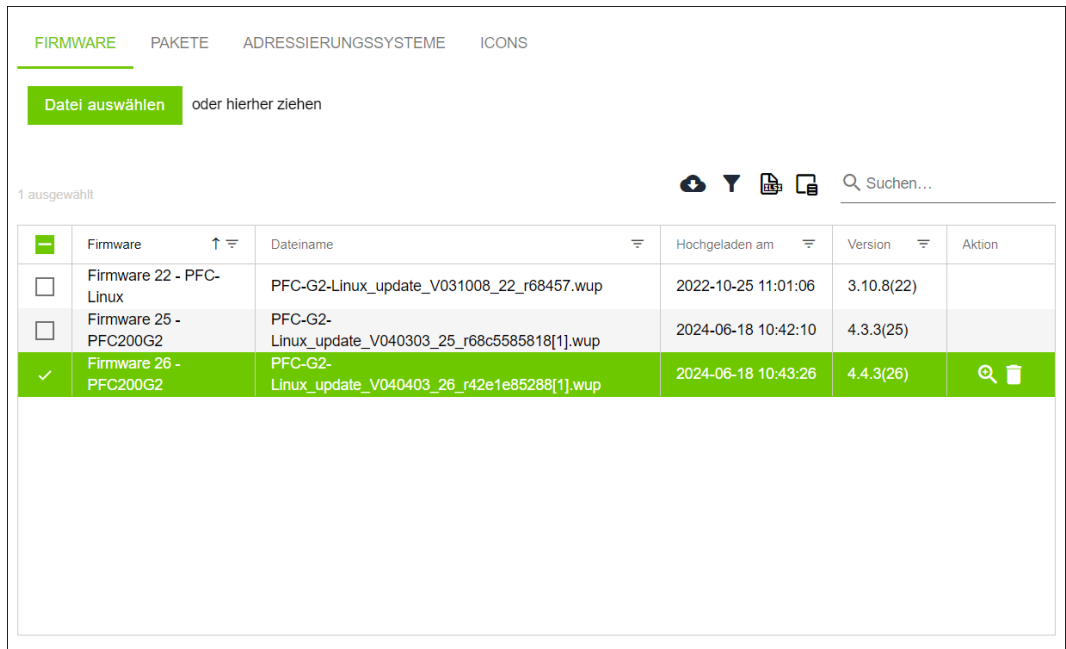 FIRMWARE PAKETE ADRESSIERUNGSSYSTEME ICONS
Datei auswählen oder hierher ziehen
1 ausgewählt
Suchen...
Firmware Dateiname Hochgeladen am Version Aktion
Firmware 22 - PFC-
Linux
PFC-G2-Linux_update_V031008_22_r68457.wup
2022-10-25 11:01:06
3.10.8(22)
Firmware 25 -
PFC200G2
PFC-G2-
Linux_update_V040303_25_r68c5585818[1].wup
2024-06-18 10:42:10
4.3.3(25)
Firmware 26 -
PFC200G2
PFC-G2-
Linux_update_V040403_26_r42e1e85288[1].wup
2024-06-18 10:43:26
4.4.3(26)